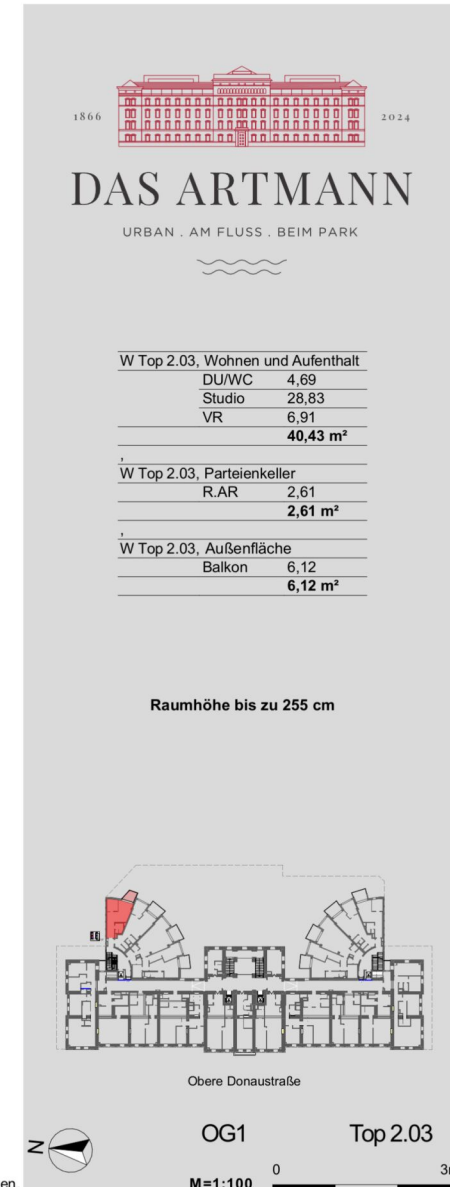 1866 2024
DAS ARTMANN
URBAN . AM FLUSS . BEIM PARK
W Top 2.03, Wohnen und Aufenthalt
DU/WC 4,69
Studio 28,83
VR 6,91
40,43 m²
,
W Top 2.03, Parteienkeller
R.AR 2,61
2,61 m²
,
W Top 2.03, Außenfläche
Balkon 6,12
6,12 m²
Raumhöhe bis zu 255 cm
Obere Donaustraße
N
OG1 Top 2.03
0 3m
M=1:100
en